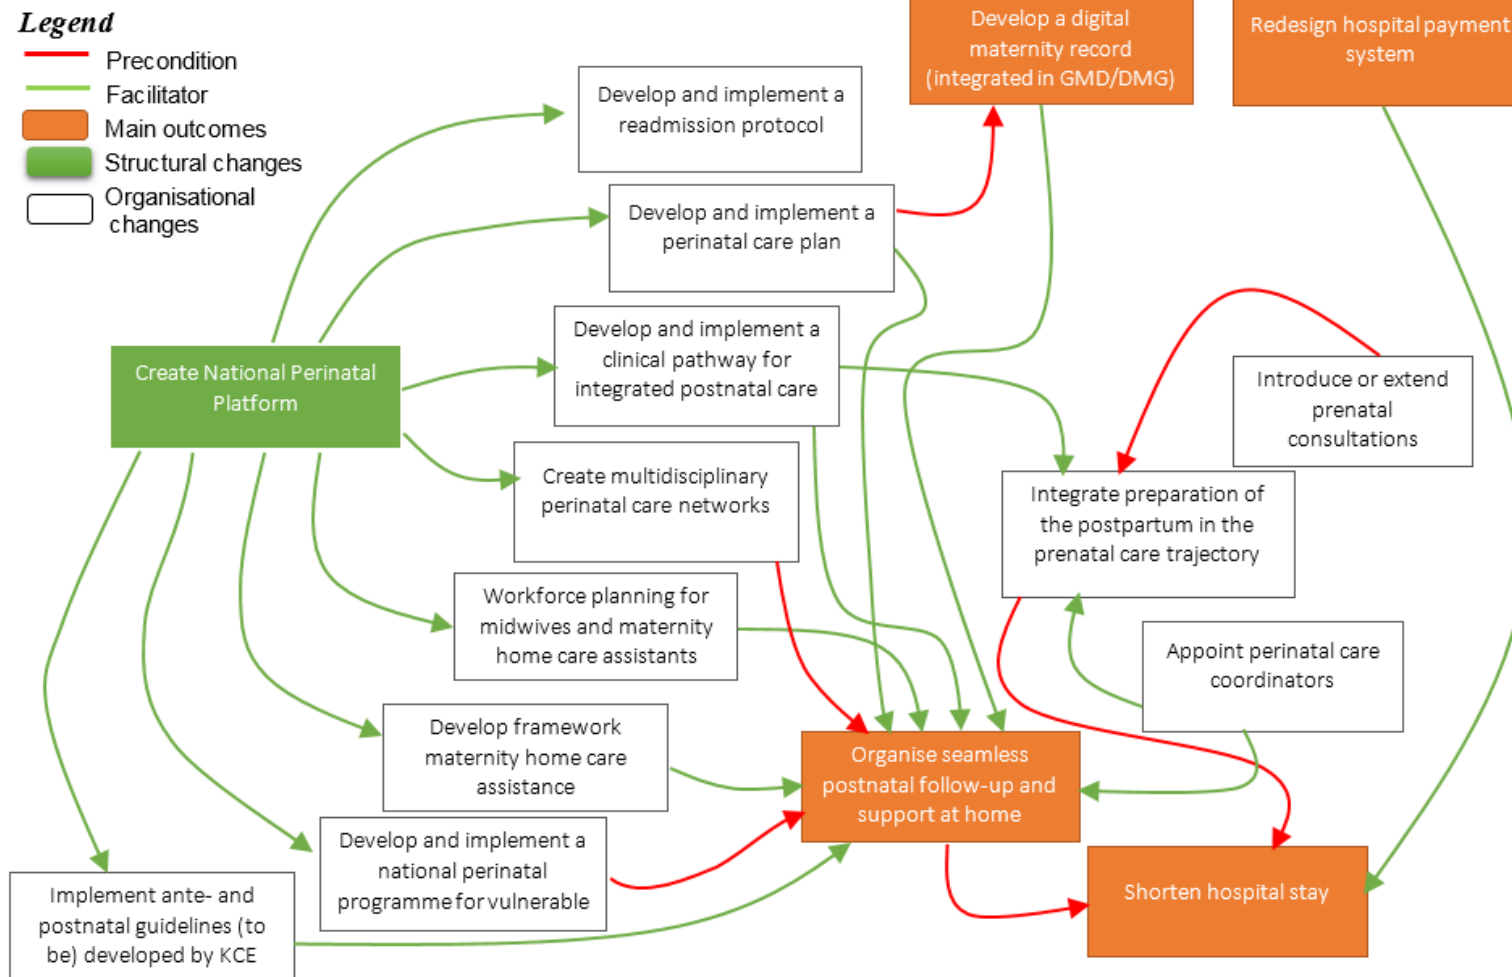 Legend
Precondition
Facilitator
Main outcomes
Structural changes
Organisational
changes
Develop a digital
maternity record
(integrated in GMD/DMG)
Redesign hospital payment
system
Develop and implement a
readmission protocol
Develop and implement a
perinatal care plan
Develop and implement a
clinical pathway for
integrated postnatal care
Create National Perinatal
Platform
Introduce or extend
prenatal
consultations
Create multidisciplinary
perinatal care networks
Integrate preparation of
the postpartum in the
prenatal care trajectory
Workforce planning for
midwives and maternity
home care assistants
Appoint perinatal care
coordinators
Develop framework
maternity home care
assistance
Organise seamless
postnatal follow-up and
support at home
Develop and implement a
national perinatal
programme for vulnerable
Shorten hospital stay
Implement ante- and
postnatal guidelines (to
be) developed by KCE